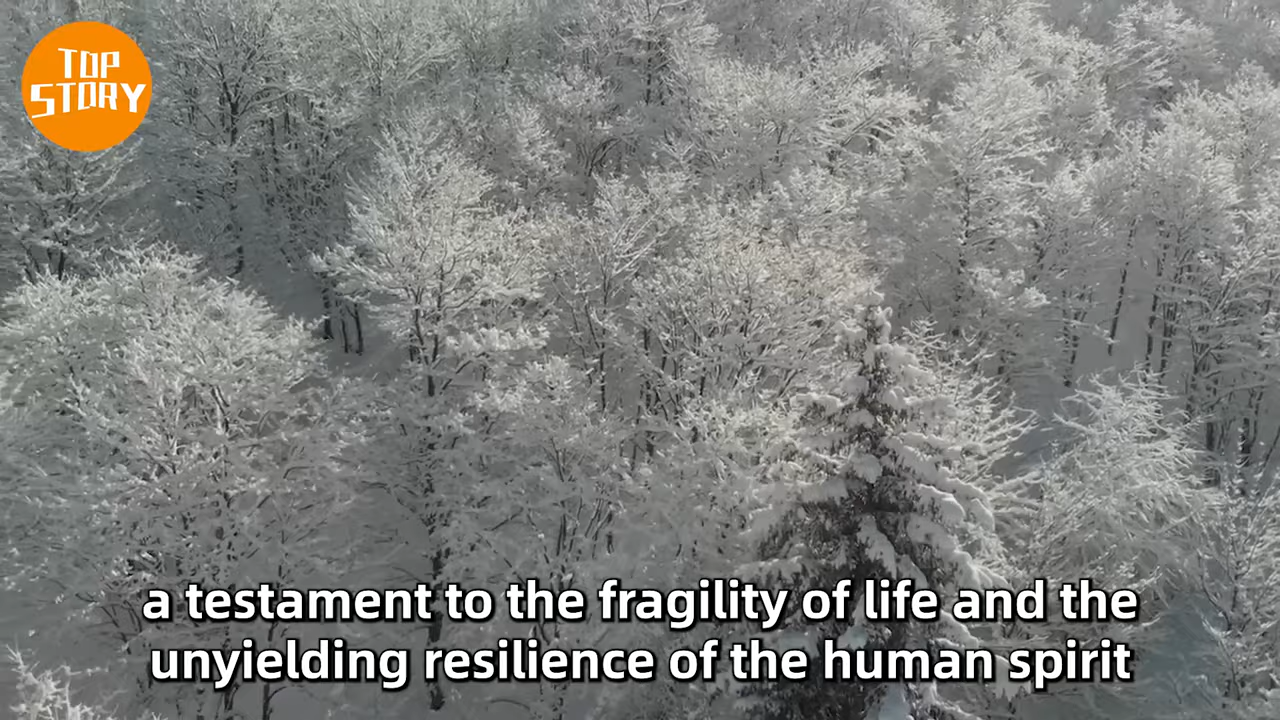 TOP
STORY
a testament to the fragility of life and the
unyielding resilience of the human spirit